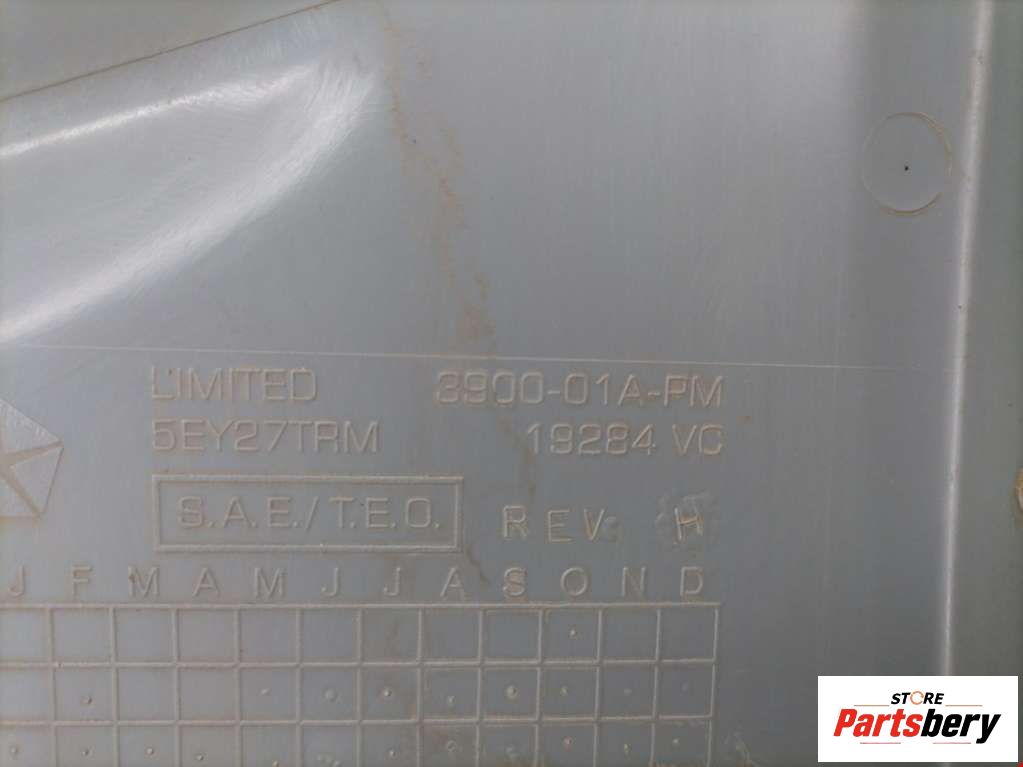 LIMITED 3900-01A-PM
5EY27TRM 19284 VC
S.A.E./T.E.O.
REV. H
J F M A M J J A S O N D
STORE
Partsbery